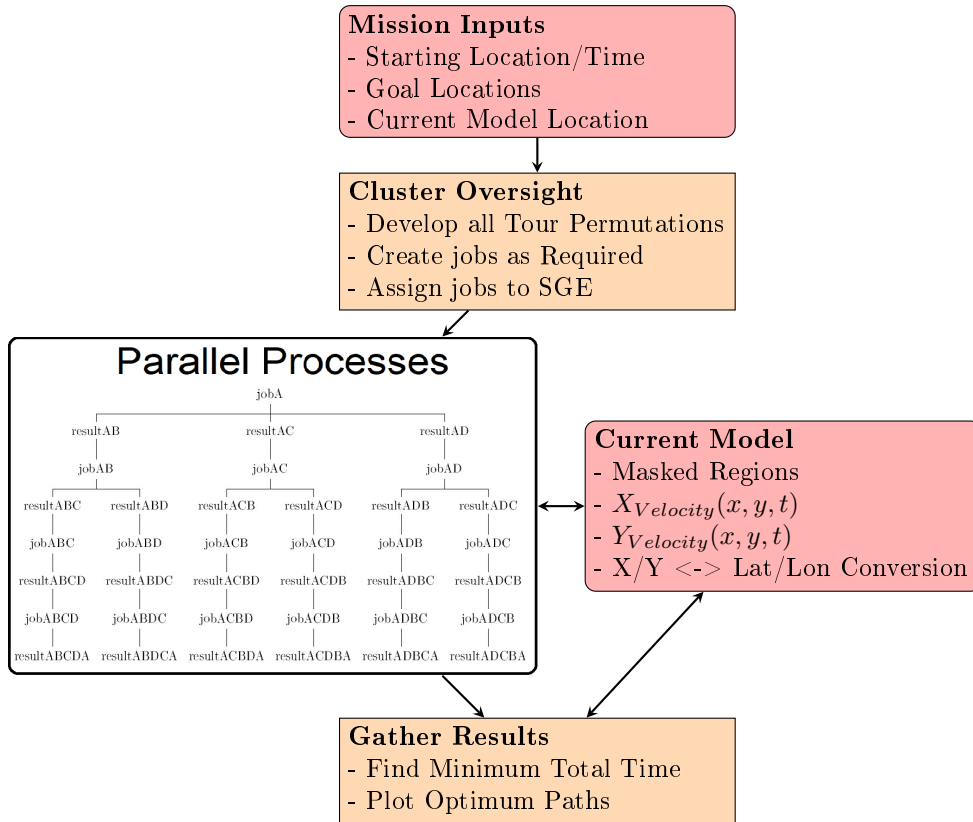 Mission Inputs
- Starting Location/Time
- Goal Locations
- Current Model Location
Cluster Oversight
- Develop all Tour Permutations
- Create jobs as Required
- Assign jobs to SGE
Parallel Processes
jobA
resultAB resultAC resultAD
jobAB jobAC jobAD
resultABC resultABD resultACB resultACD resultADB resultADC
jobABC jobABD jobACB jobACD jobADB jobADC
resultABCD resultABDC resultACBD resultACDB resultADBC resultADCB
jobABCD jobABDC jobACBD jobACDB jobADBC jobADCB
resultABCDA resultABDCA resultACBDA resultACDBA resultADBCA resultADCBA
Current Model
- Masked Regions
- X_{Velocity}(x, y, t)
- Y_{Velocity}(x, y, t)
- X/Y <-> Lat/Lon Conversion
Gather Results
- Find Minimum Total Time
- Plot Optimum Paths